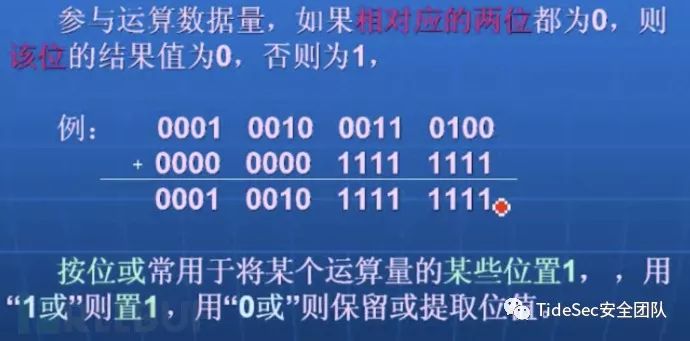 参与运算数据量，如果相对应的两位都为0，则
该位的结果值为0，否则为1，
例： 0001 0010 0011 0100
+ 0000 0000 1111 1111
0001 0010 1111 1111
按位或常用于将某个运算量的某些位置1，，用
“1或”则置1，用“0或”则保留或提取位值.
TideSec安全团队